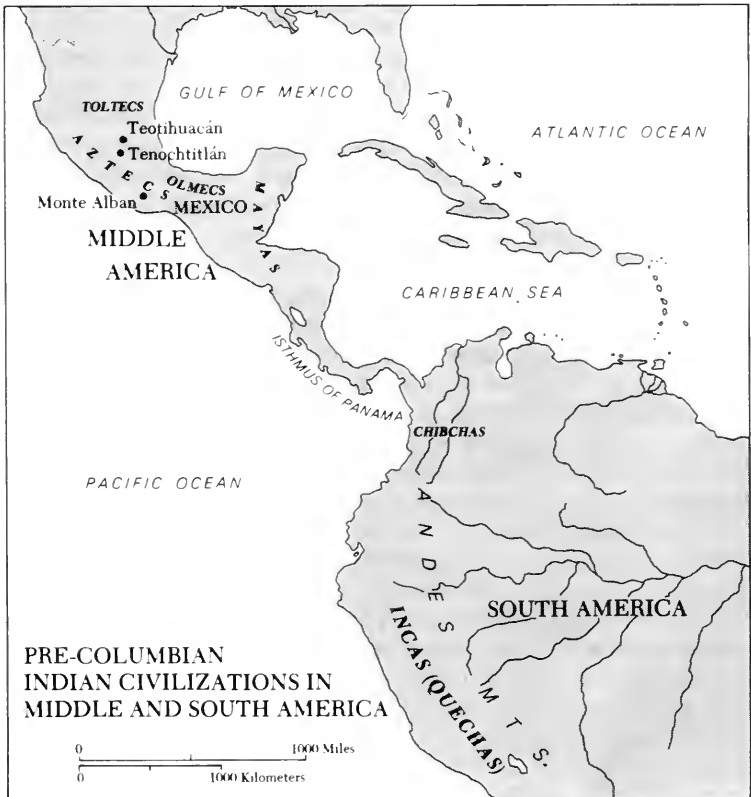 GULF OF MEXICO
ATLANTIC OCEAN
TOLTECS
Teotihuacán
Tenochtitlán
AZTECS
OLMECS
MAYAS
Monte Alban
MEXICO
MIDDLE
AMERICA
CARIBBEAN SEA
ISTHMUS OF PANAMA
CHIBCHAS
PACIFIC OCEAN
ANDES MTS.
SOUTH AMERICA
INCAS (QUECHAS)
PRE-COLUMBIAN
INDIAN CIVILIZATIONS IN
MIDDLE AND SOUTH AMERICA
0 1000 Miles
0 1000 Kilometers